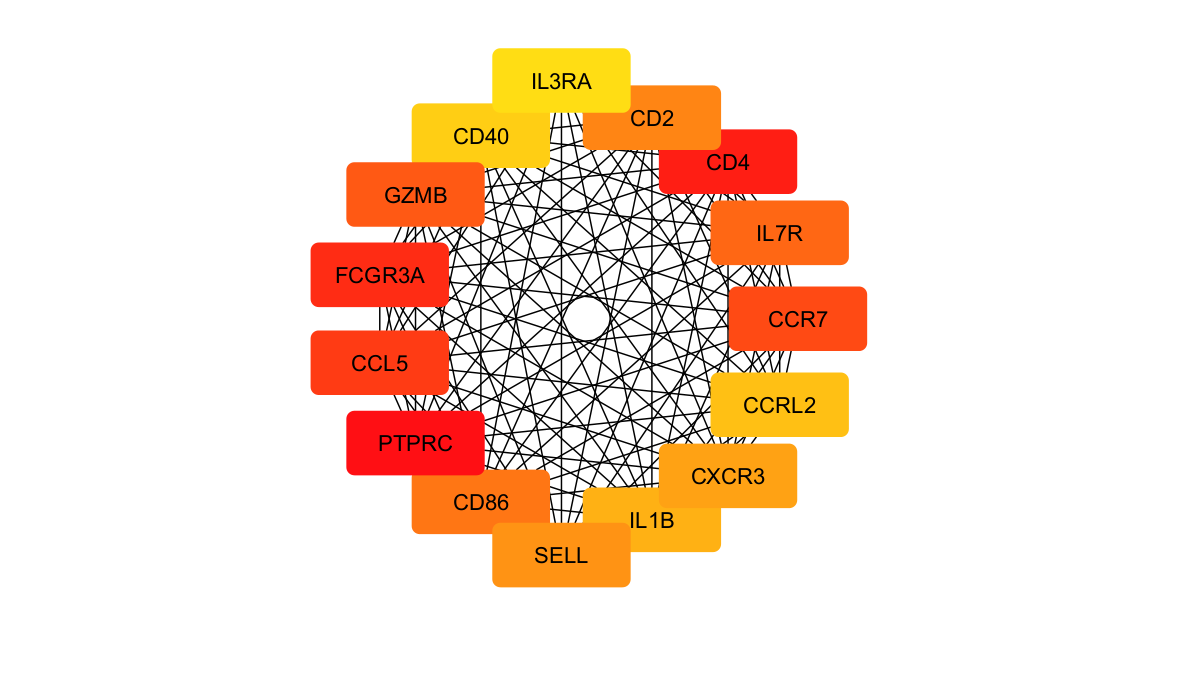 IL3RA
CD2
CD40
CD4
GZMB
IL7R
FCGR3A
CCR7
CCL5
CCRL2
PTPRC
CXCR3
CD86
IL1B
SELL